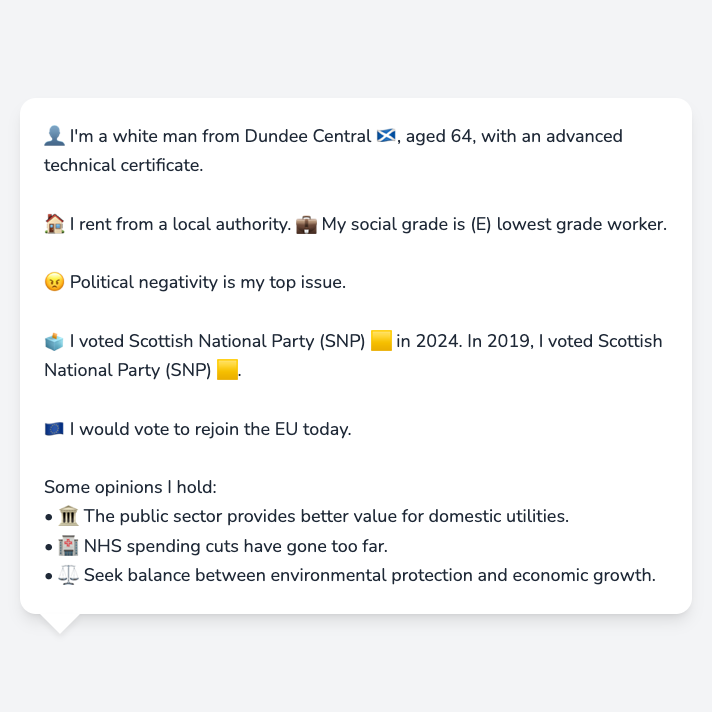 👤 I'm a white man from Dundee Central 🏴󠁧󠁢󠁳󠁣󠁴󠁿, aged 64, with an advanced
technical certificate.
🏠 I rent from a local authority. 💼 My social grade is (E) lowest grade worker.
😠 Political negativity is my top issue.
🗳️ I voted Scottish National Party (SNP) 🟨 in 2024. In 2019, I voted Scottish
National Party (SNP) 🟨.
🇪🇺 I would vote to rejoin the EU today.
Some opinions I hold:
• 🏛️ The public sector provides better value for domestic utilities.
• 🏥 NHS spending cuts have gone too far.
• ⚖️ Seek balance between environmental protection and economic growth.